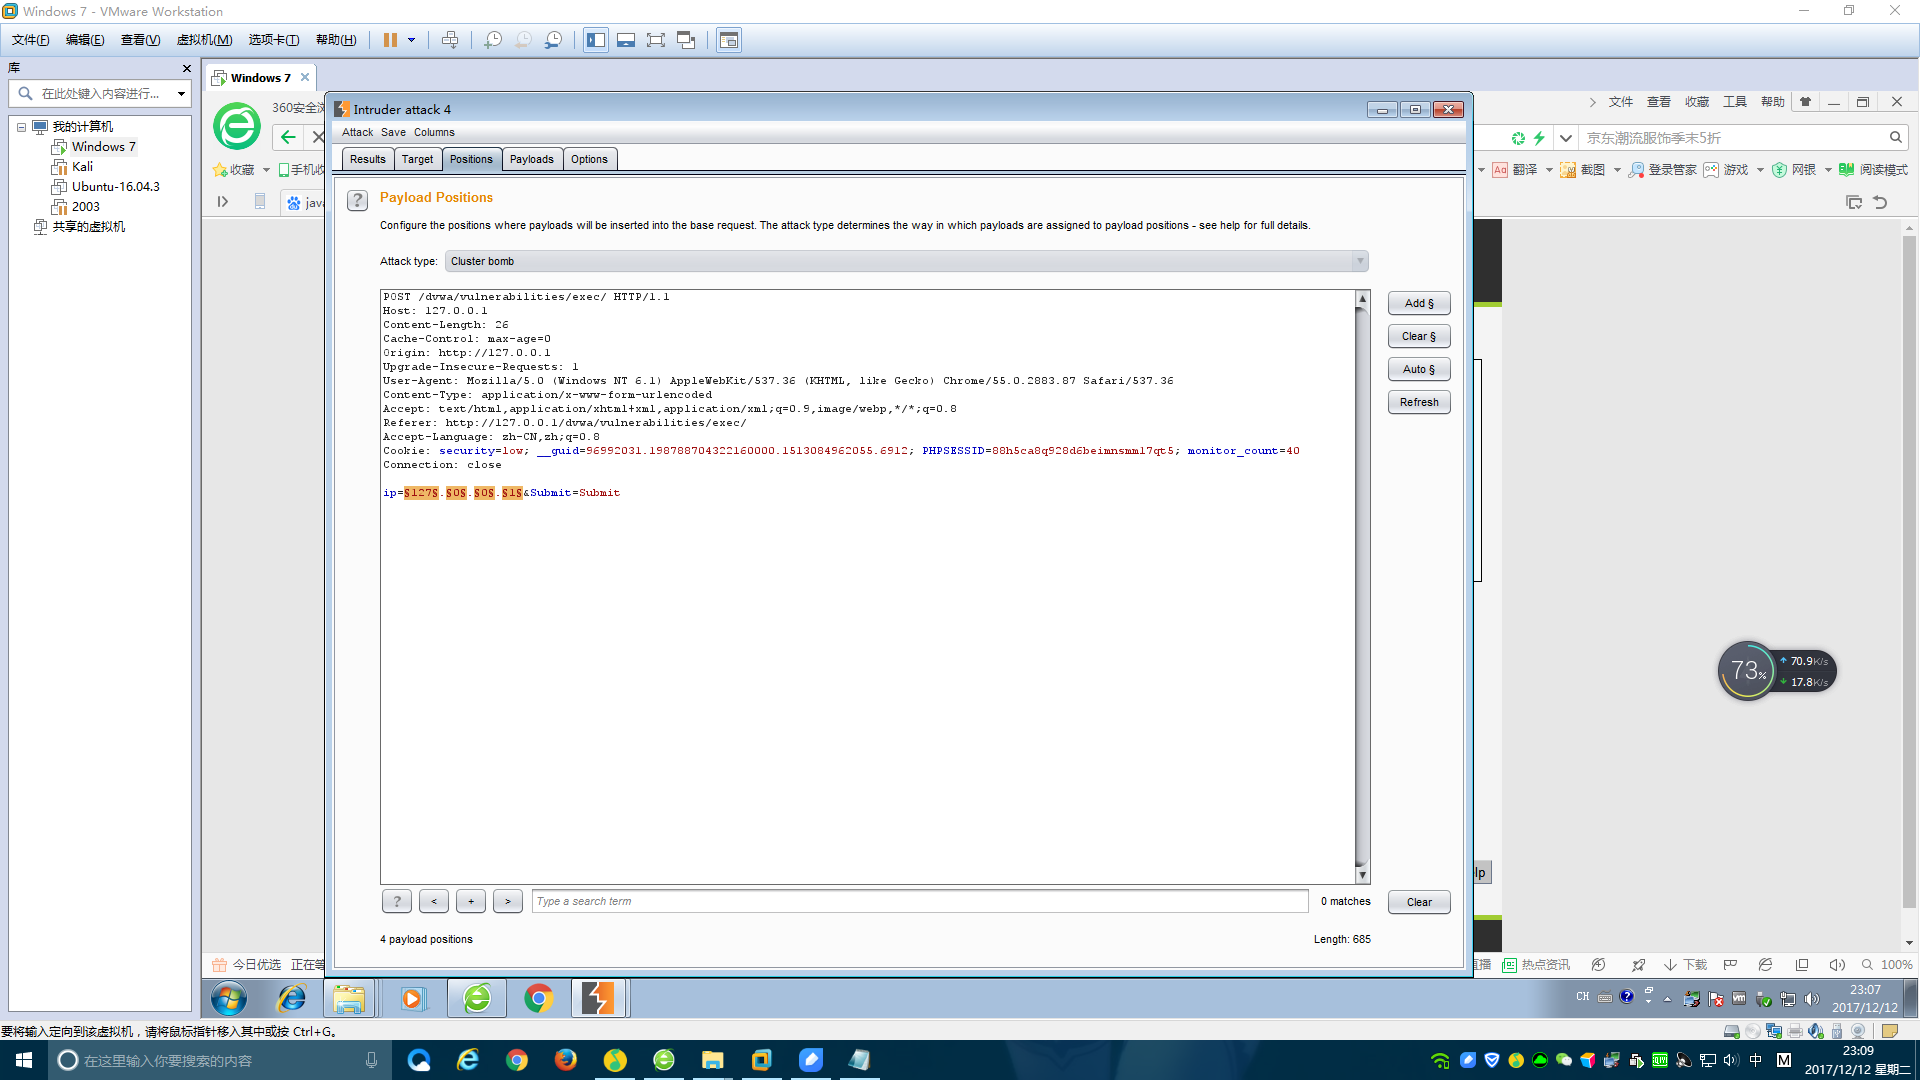 Windows 7 - VMware Workstation
文件(F) 编辑(E) 查看(V) 虚拟机(M) 选项卡(T) 帮助(H)
库
在此处键入内容进行...
我的计算机
Windows 7
Kali
Ubuntu-16.04.3
2003
共享的虚拟机
Windows 7
360安全
文件 查看 收藏 工具 帮助
京东潮流服饰季末5折
收藏 手机收
翻译 截图 登录管家 游戏 网银 阅读模式
java
Intruder attack 4
Attack Save Columns
Results Target Positions Payloads Options
? Payload Positions
Configure the positions where payloads will be inserted into the base request. The attack type determines the way in which payloads are assigned to payload positions - see help for full details.
Attack type: Cluster bomb
POST /dvwa/vulnerabilities/exec/ HTTP/1.1
Host: 127.0.0.1
Content-Length: 26
Cache-Control: max-age=0
Origin: http://127.0.0.1
Upgrade-Insecure-Requests: 1
User-Agent: Mozilla/5.0 (Windows NT 6.1) AppleWebKit/537.36 (KHTML, like Gecko) Chrome/55.0.2883.87 Safari/537.36
Content-Type: application/x-www-form-urlencoded
Accept: text/html,application/xhtml+xml,application/xml;q=0.9,image/webp,*/*;q=0.8
Referer: http://127.0.0.1/dvwa/vulnerabilities/exec/
Accept-Language: zh-CN,zh;q=0.8
Cookie: security=low; __guid=96992031.198788704322160000.1513084962055.6912; PHPSESSID=88h5ca8q928d6beimnsmml7qt5; monitor_count=40
Connection: close
ip=§127§.§0§.§0§.§1§&Submit=Submit
Add §
Clear §
Auto §
Refresh
73%
70.9K/s
17.8K/s
lp
? < + > Type a search term 0 matches Clear
4 payload positions Length: 685
今日优选 正在等
直播 热点资讯 下载 100%
CH
23:07
2017/12/12
要将输入定向到该虚拟机，请将鼠标指针移入其中或按 Ctrl+G。
在这里输入你要搜索的内容
中 M
23:09
2017/12/12 星期二